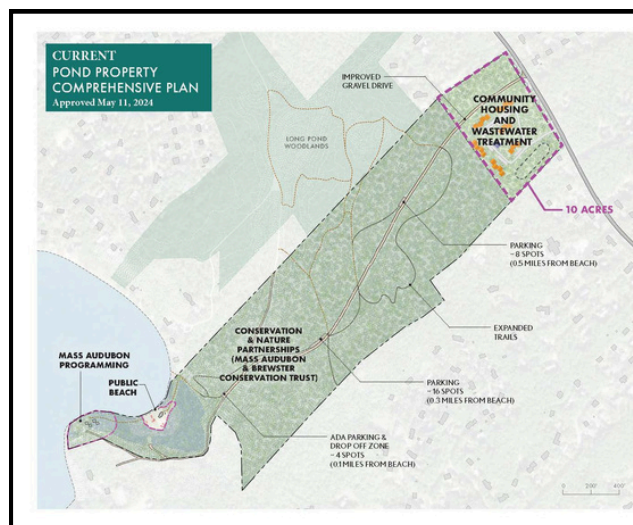 CURRENT
POND PROPERTY
COMPREHENSIVE PLAN
Approved May 11, 2024
IMPROVED
GRAVEL DRIVE
COMMUNITY
HOUSING
AND
WASTEWATER
TREATMENT
LONG POND
WOODLANDS
10 ACRES
PARKING
~8 SPOTS
(0.5 MILES FROM BEACH)
EXPANDED
TRAILS
CONSERVATION
& NATURE
PARTNERSHIPS
(MASS AUDUBON
& BREWSTER
CONSERVATION TRUST)
MASS AUDUBON
PROGRAMMING
PUBLIC
BEACH
PARKING
~16 SPOTS
(0.3 MILES FROM BEACH)
ADA PARKING &
DROP OFF ZONE
~4 SPOTS
(0.1 MILES FROM BEACH)
0 200' 400'